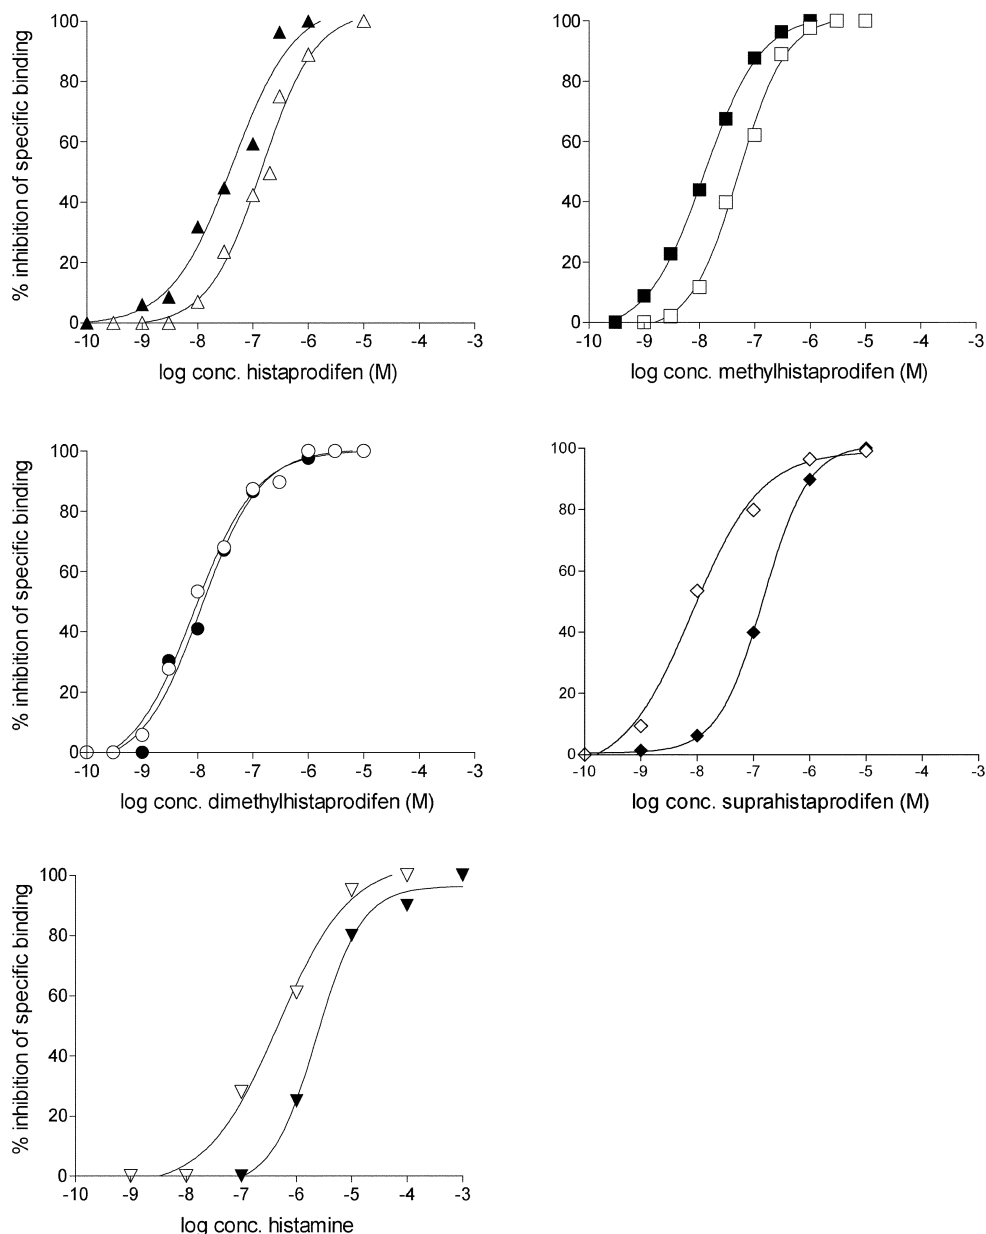 % inhibition of specific binding
100
80
60
40
20
0
-10 -9 -8 -7 -6 -5 -4 -3
log conc. histaprodifen (M)
100
80
60
40
20
0
-10 -9 -8 -7 -6 -5 -4 -3
log conc. methylhistaprodifen (M)
% inhibition of specific binding
100
80
60
40
20
0
-10 -9 -8 -7 -6 -5 -4 -3
log conc. dimethylhistaprodifen (M)
100
80
60
40
20
0
-10 -9 -8 -7 -6 -5 -4 -3
log conc. suprahistaprodifen (M)
% inhibition of specific binding
100
80
60
40
20
0
-10 -9 -8 -7 -6 -5 -4 -3
log conc. histamine